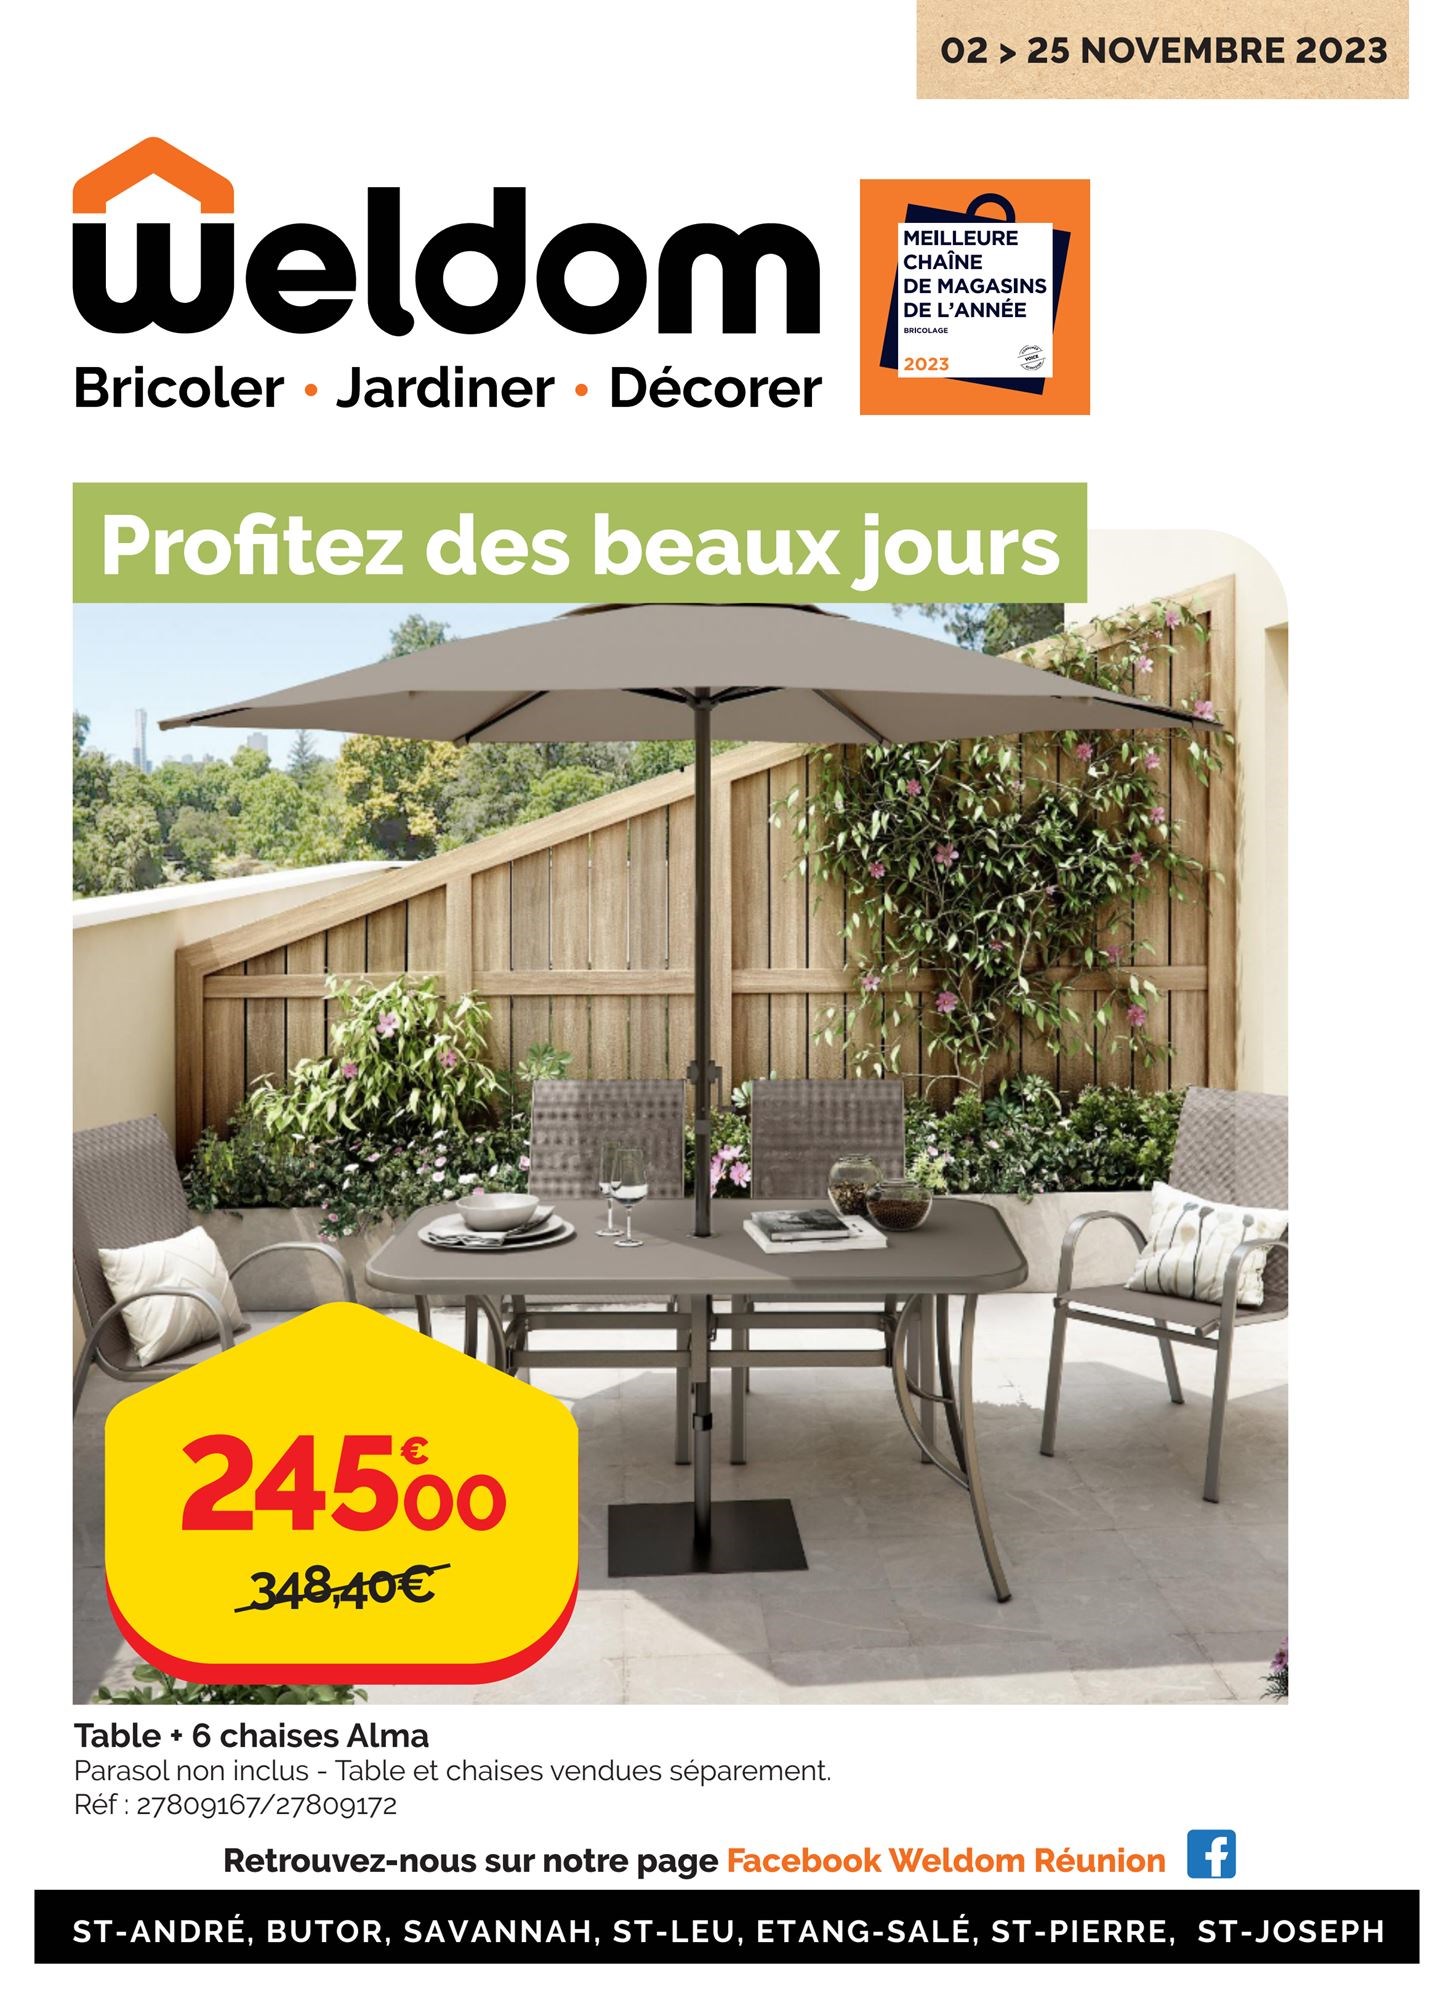 02 > 25 NOVEMBRE 2023
weldom
Bricoler • Jardiner • Décorer
MEILLEURE
CHAÎNE
DE MAGASINS
DE L'ANNÉE
BRICOLAGE
2023
Profitez des beaux jours
245€00
348,40€
Table + 6 chaises Alma
Parasol non inclus - Table et chaises vendues séparement.
Réf : 27809167/27809172
Retrouvez-nous sur notre page Facebook Weldom Réunion
ST-ANDRÉ, BUTOR, SAVANNAH, ST-LEU, ETANG-SALÉ, ST-PIERRE, ST-JOSEPH